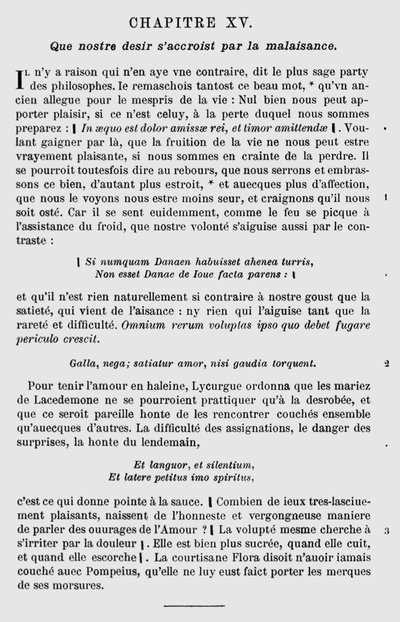 CHAPITRE XV.
Que nostre desir s'accroist par la malaisance.
IL n'y a raison qui n'en aye vne contraire, dit le plus sage party
des philosophes. Ie remaschois tantost ce beau mot, * qu'vn an-
cien allegue pour le mespris de la vie : Nul bien nous peut ap-
porter plaisir, si ce n'est celuy, à la perte duquel nous sommes
preparez : | In æquo est dolor amissæ rei, et timor amittendæ | . Vou-
lant gaigner par là, que la fruition de la vie ne nous peut estre
vrayement plaisante, si nous sommes en crainte de la perdre. Il
se pourroit toutesfois dire au rebours, que nous serrons et embras-
sons ce bien, d'autant plus estroit, * et auecques plus d'affection,
que nous le voyons nous estre moins seur, et craignons qu'il nous 1
soit osté. Car il se sent euidemment, comme le feu se picque à
l'assistance du froid, que nostre volonté s'aiguise aussi par le con-
traste :
| Si numquam Danaen habuisset ahenea turris,
Non esset Danae de Ioue facta parens : |
et qu'il n'est rien naturellement si contraire à nostre goust que la
satieté, qui vient de l'aisance : ny rien qui l'aiguise tant que la
rareté et difficulté. Omnium rerum voluptas ipso quo debet fugare
periculo crescit.
Galla, nega; satiatur amor, nisi gaudia torquent. 2
Pour tenir l'amour en haleine, Lycurgue ordonna que les mariez
de Lacedemone ne se pourroient prattiquer qu'à la desrobée, et
que ce seroit pareille honte de les rencontrer couchés ensemble
qu'auecques d'autres. La difficulté des assignations, le danger des
surprises, la honte du lendemain,
Et languor, et silentium,
Et latere petitus imo spiritus,
c'est ce qui donne pointe à la sauce. | Combien de ieux tres-lasciue-
ment plaisants, naissent de l'honneste et vergongneuse maniere
de parler des ouurages de l'Amour ? | La volupté mesme cherche à 3
s'irriter par la douleur | . Elle est bien plus sucrée, quand elle cuit,
et quand elle escorche | . La courtisane Flora disoit n'auoir iamais
couché auec Pompeius, qu'elle ne luy eust faict porter les merques
de ses morsures.